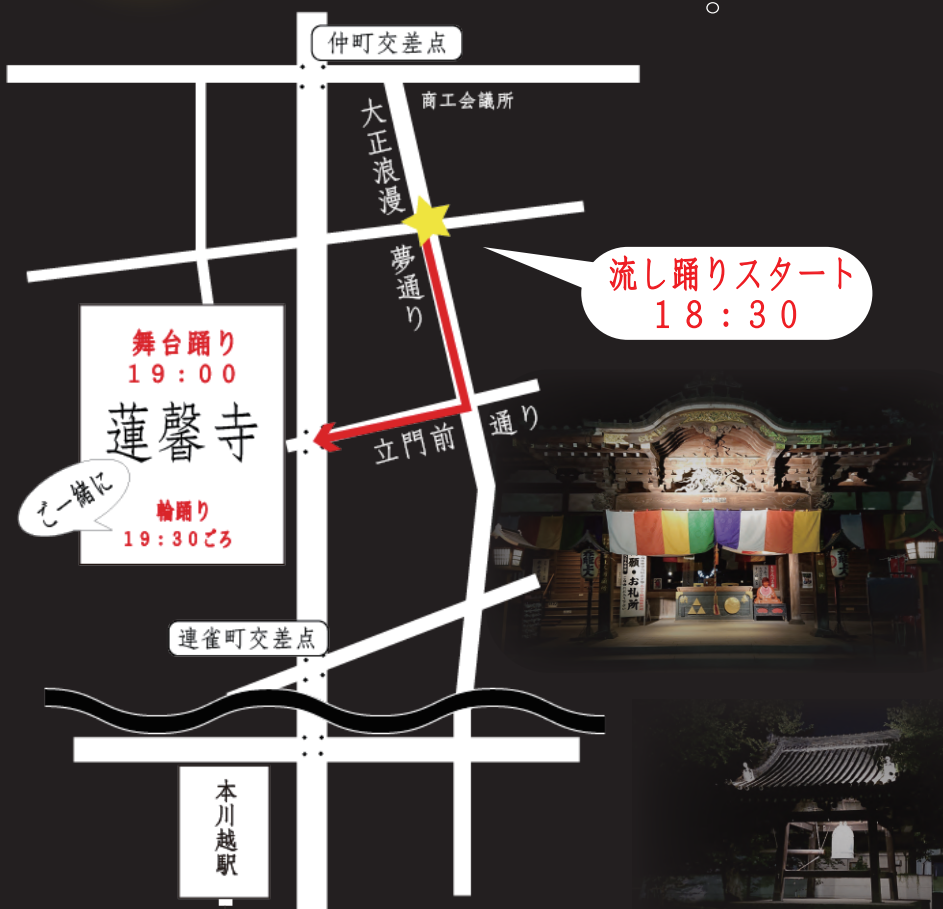 仲町交差点
商工会議所
大正浪漫
夢通り
流し踊りスタート
18:30
舞台踊り
19:00
蓮馨寺
ご一緒に
輪踊り
19:30ごろ
立門前 通り
連雀町交差点
本川越駅
願・お札所